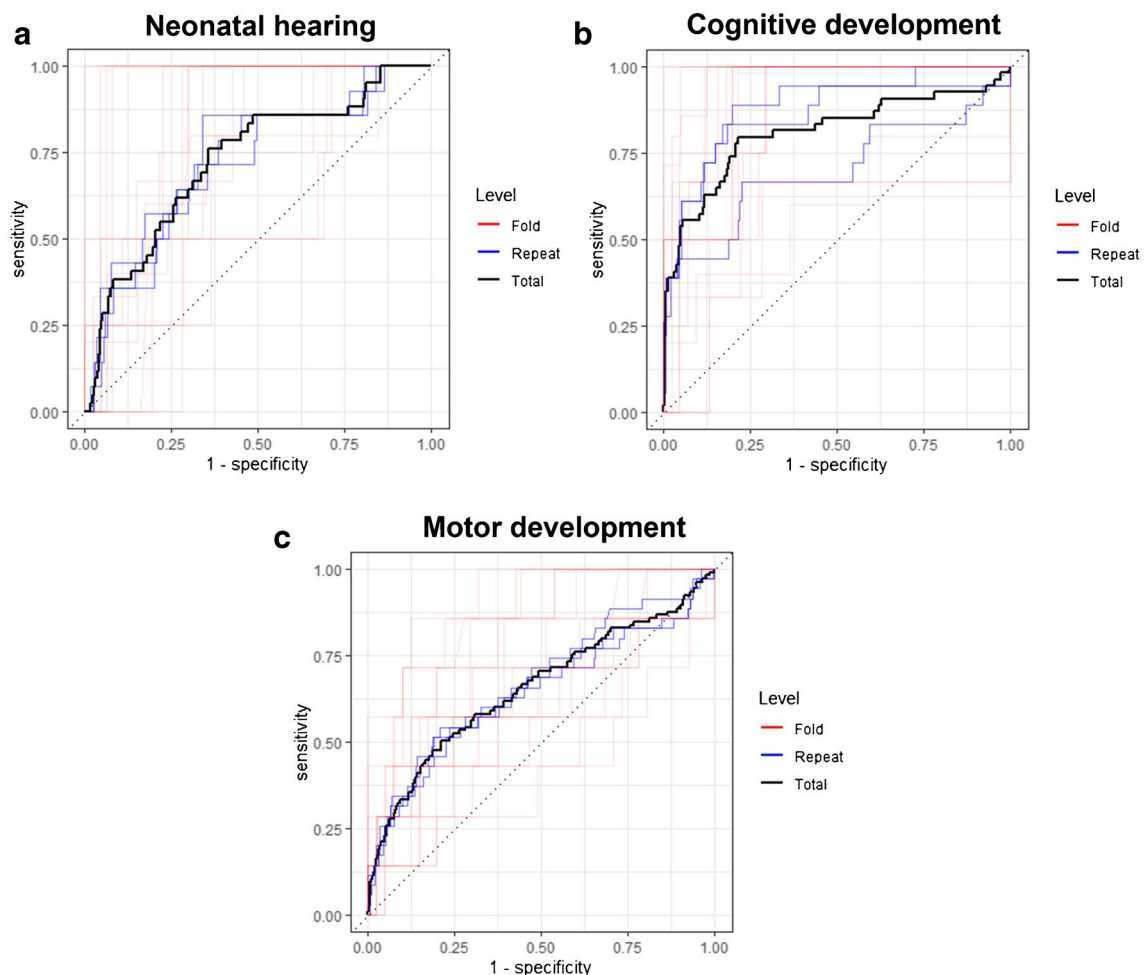 a
Neonatal hearing
1.00
0.75
0.50
0.25
0.00
sensitivity
0.00 0.25 0.50 0.75 1.00
1 - specificity
Level
Fold
Repeat
Total
b
Cognitive development
1.00
0.75
0.50
0.25
0.00
sensitivity
0.00 0.25 0.50 0.75 1.00
1 - specificity
Level
Fold
Repeat
Total
c
Motor development
1.00
0.75
0.50
0.25
0.00
sensitivity
0.00 0.25 0.50 0.75 1.00
1 - specificity
Level
Fold
Repeat
Total